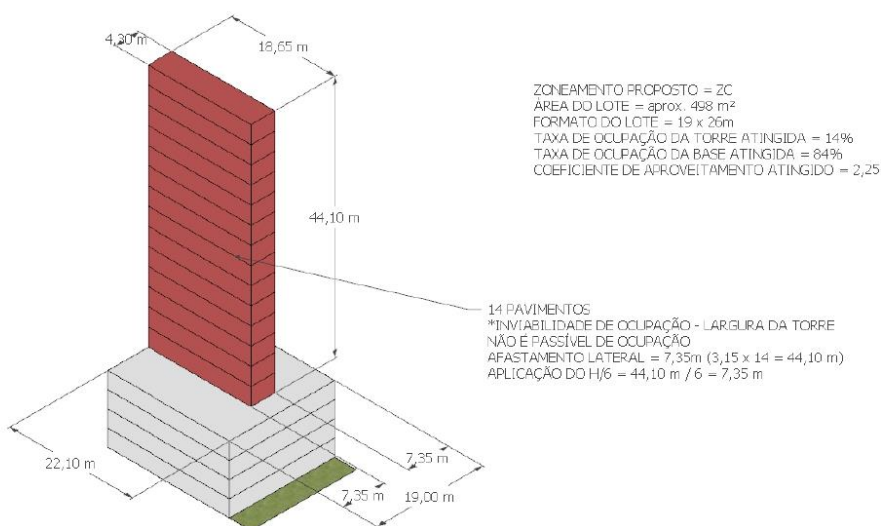 4,30 m
18,65 m
ZONEAMENTO PROPOSTO = ZC
ÁREA DO LOTE = aprox. 498 m²
FORMATO DO LOTE = 19 x 26m
TAXA DE OCUPAÇÃO DA TORRE ATINGIDA = 14%
TAXA DE OCUPAÇÃO DA BASE ATINGIDA = 84%
COEFICIENTE DE APROVEITAMENTO ATINGIDO = 2,25
44,10 m
14 PAVIMENTOS
*INVIABILIDADE DE OCUPAÇÃO - LARGURA DA TORRE
NÃO É PASSÍVEL DE OCUPAÇÃO
AFASTAMENTO LATERAL = 7,35m (3,15 x 14 = 44,10 m)
APLICAÇÃO DO H/6 = 44,10 m / 6 = 7,35 m
22,10 m
7,35 m
7,35 m
19,00 m